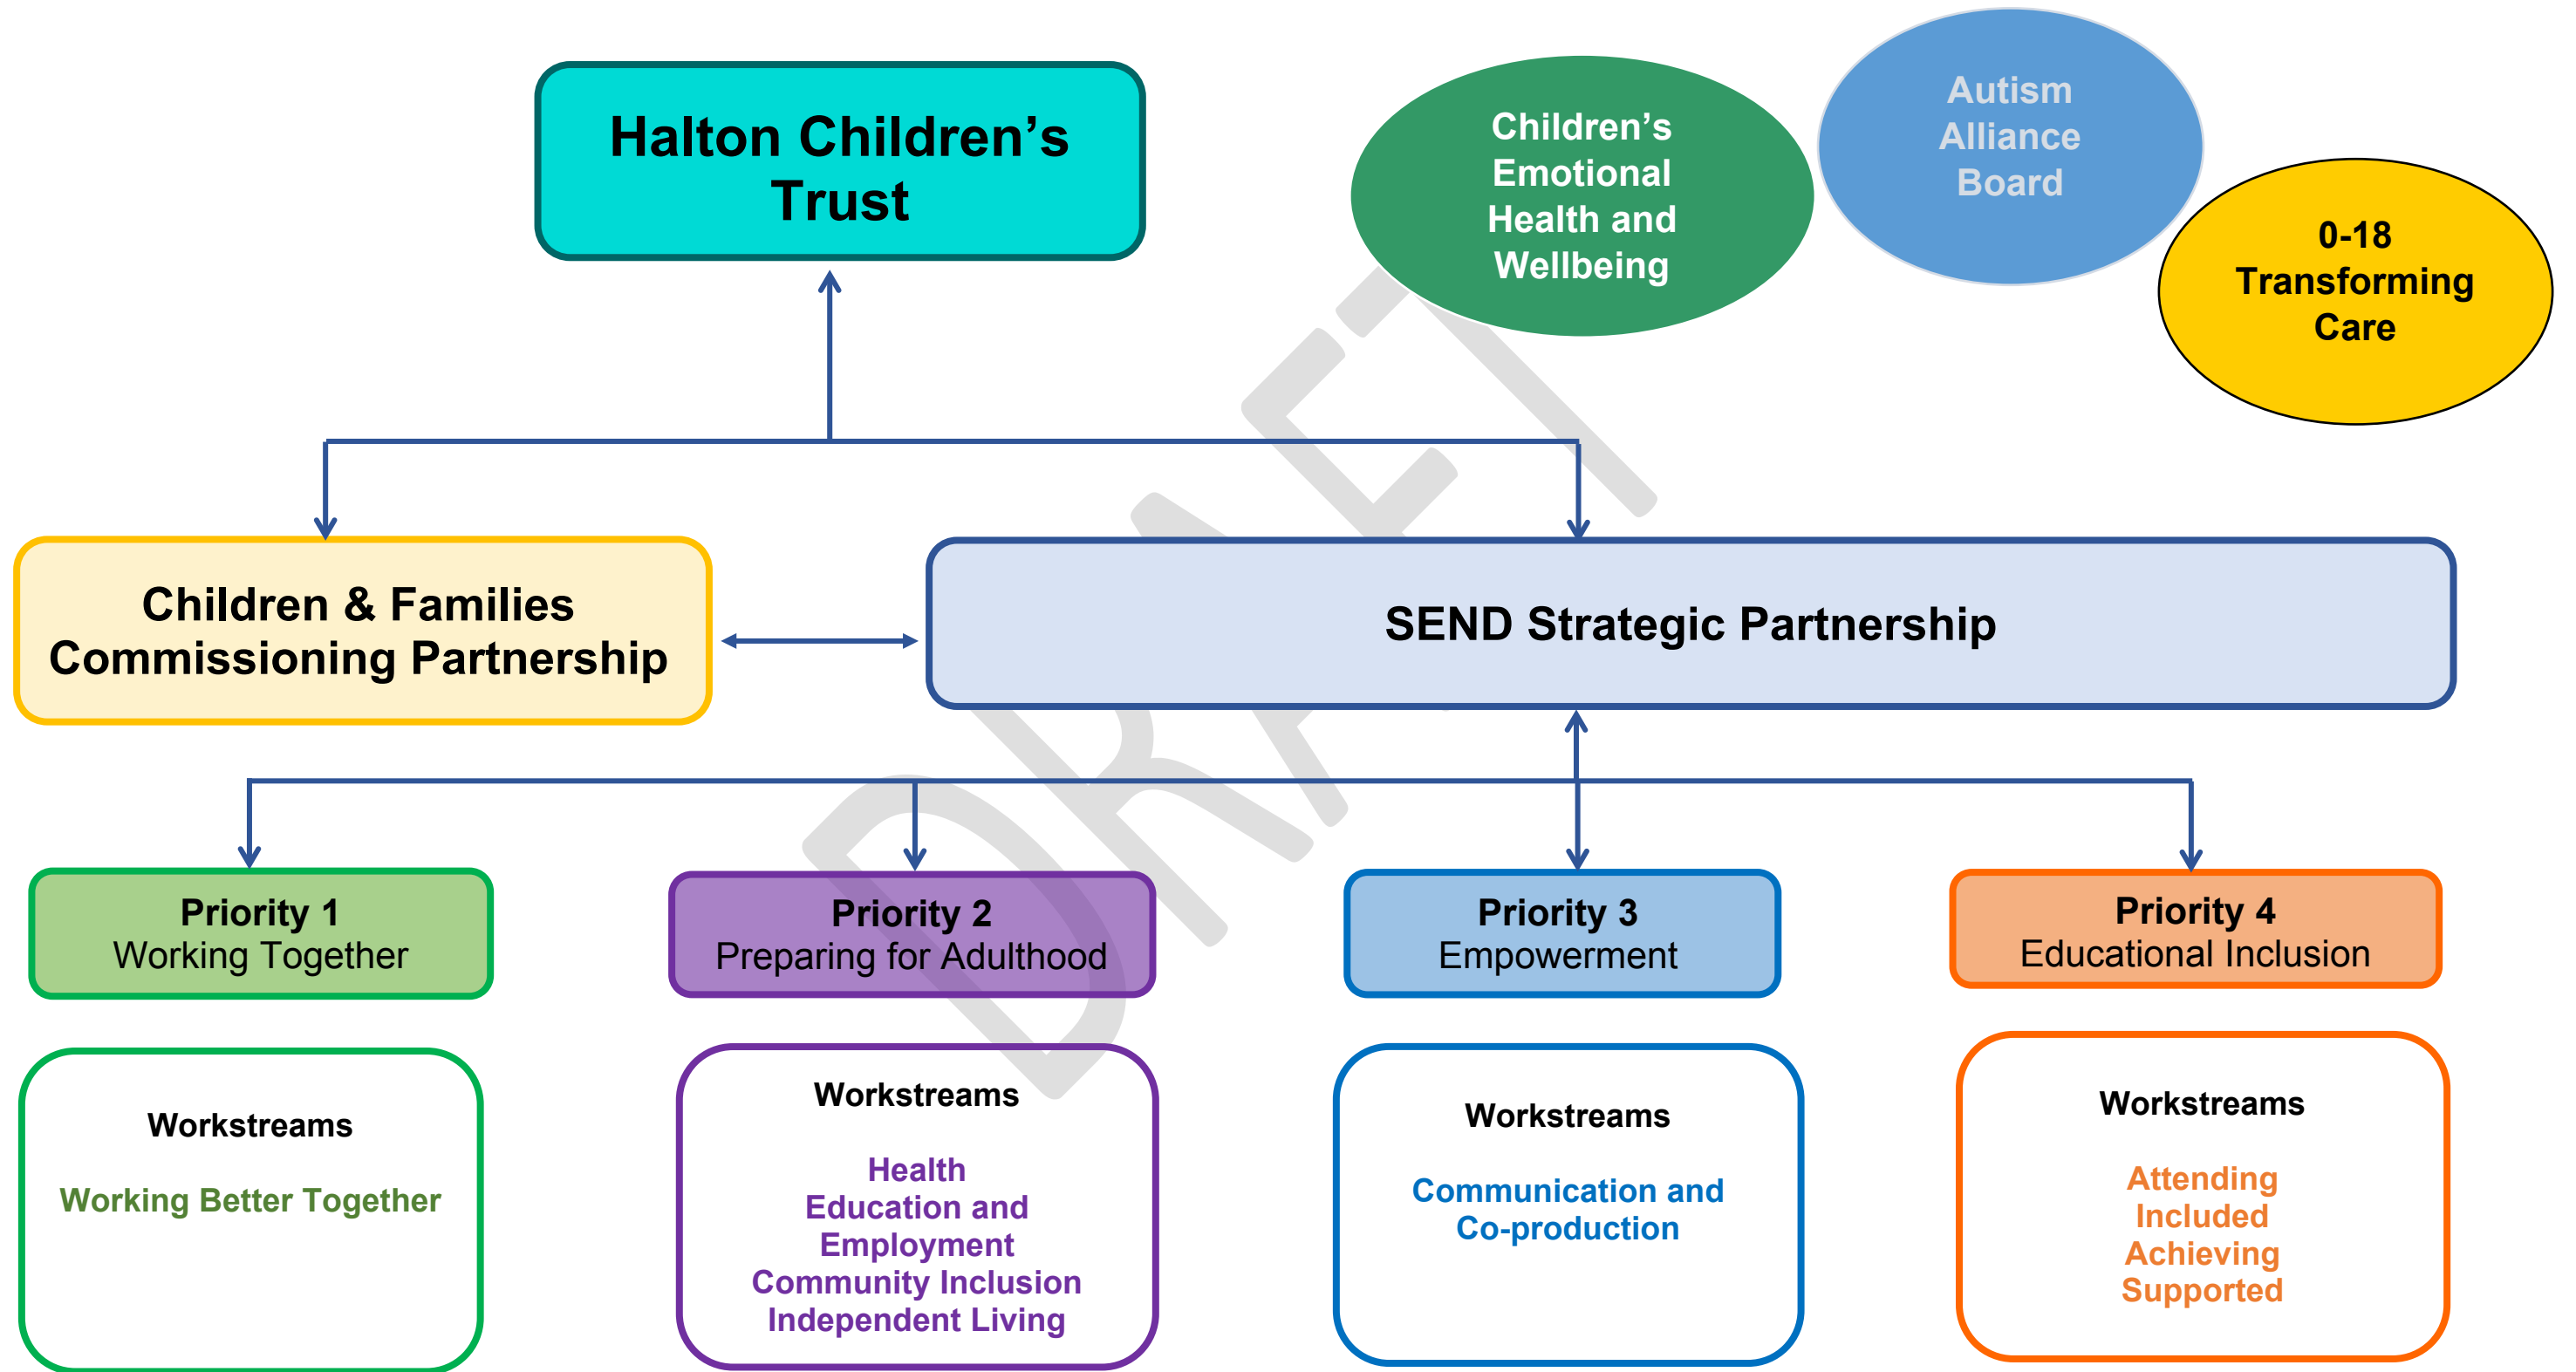 Halton Children’s
Trust
Children’s
Emotional
Health and
Wellbeing
Autism
Alliance
Board
0-18
Transforming
Care
Children & Families
Commissioning Partnership
SEND Strategic Partnership
Priority 1
Working Together
Priority 2
Preparing for Adulthood
Priority 3
Empowerment
Priority 4
Educational Inclusion
Workstreams
Working Better Together
Workstreams
Health
Education and
Employment
Community Inclusion
Independent Living
Workstreams
Communication and
Co-production
Workstreams
Attending
Included
Achieving
Supported
DRAFT